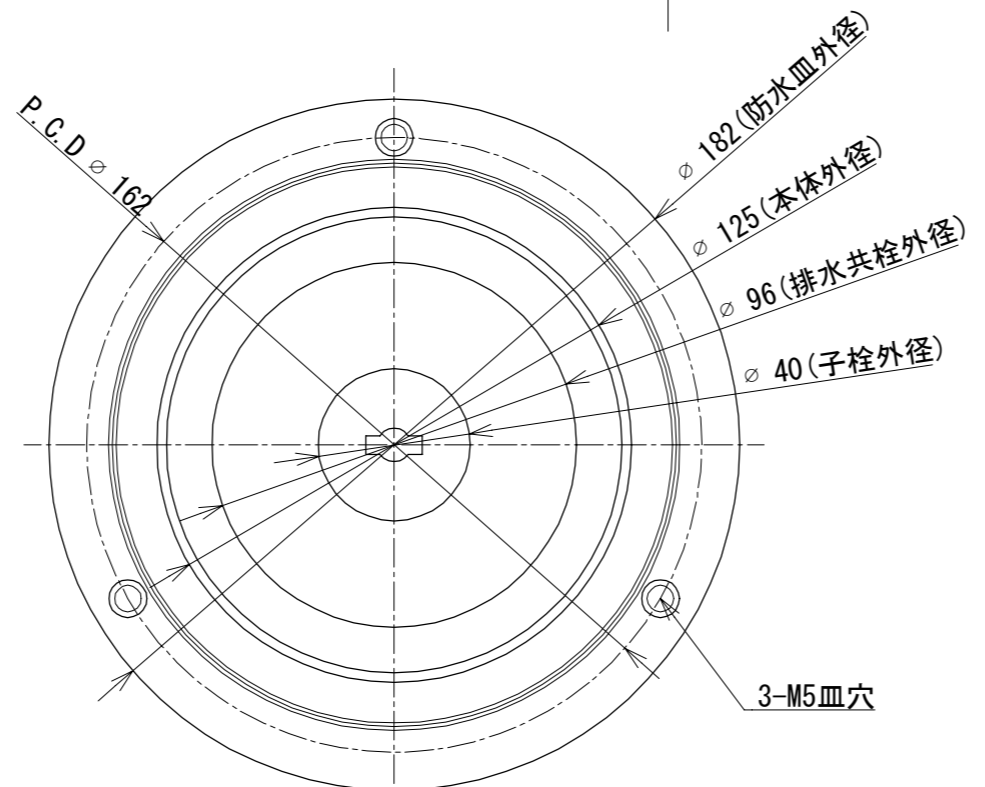 P.C.D ⌀ 162
⌀ 182(防水皿外径)
⌀ 125(本体外径)
⌀ 96(排水共栓外径)
⌀ 40(子栓外径)
3-M5皿穴